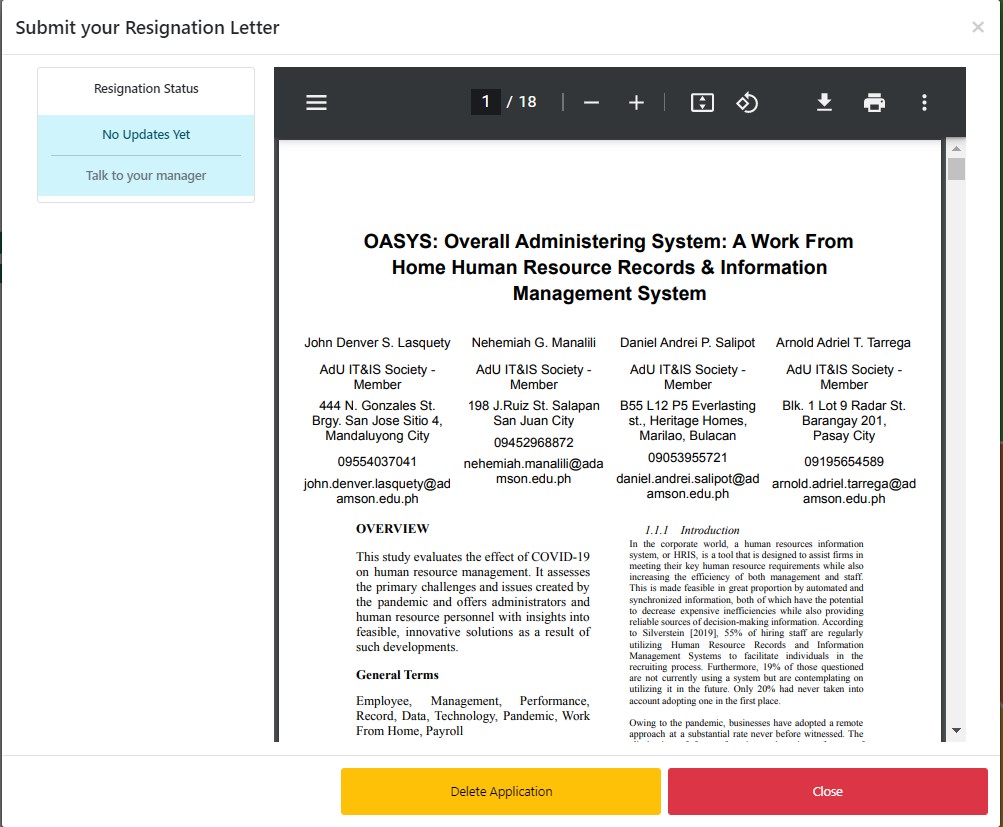 Submit your Resignation Letter
×
Resignation Status
No Updates Yet
Talk to your manager
1 / 18
OASYS: Overall Administering System: A Work From
Home Human Resource Records & Information
Management System
John Denver S. Lasquety
AdU IT&IS Society -
Member
444 N. Gonzales St.
Brgy. San Jose Sitio 4,
Mandaluyong City
09554037041
john.denver.lasquety@ad
amson.edu.ph
Nehemiah G. Manalili
AdU IT&IS Society -
Member
198 J.Ruiz St. Salapan
San Juan City
09452968872
nehemiah.manalili@ada
mson.edu.ph
Daniel Andrei P. Salipot
AdU IT&IS Society -
Member
B55 L12 P5 Everlasting
st., Heritage Homes,
Marilao, Bulacan
09053955721
daniel.andrei.salipot@ad
amson.edu.ph
Arnold Adriel T. Tarrega
AdU IT&IS Society -
Member
Blk. 1 Lot 9 Radar St.
Barangay 201,
Pasay City
09195654589
arnold.adriel.tarrega@ad
amson.edu.ph
OVERVIEW
This study evaluates the effect of COVID-19
on human resource management. It assesses
the primary challenges and issues created by
the pandemic and offers administrators and
human resource personnel with insights into
feasible, innovative solutions as a result of
such developments.
General Terms
Employee, Management, Performance,
Record, Data, Technology, Pandemic, Work
From Home, Payroll
1.1.1 Introduction
In the corporate world, a human resources information
system, or HRIS, is a tool that is designed to assist firms in
meeting their key human resource requirements while also
increasing the efficiency of both management and staff.
This is made feasible in great proportion by automated and
synchronized information, both of which have the potential
to decrease expensive inefficiencies while also providing
reliable sources of decision-making information. According
to Silverstein [2019], 55% of hiring staff are regularly
utilizing Human Resource Records and Information
Management Systems to facilitate individuals in the
recruiting process. Furthermore, 19% of those questioned
are not currently using a system but are contemplating on
utilizing it in the future. Only 20% had never taken into
account adopting one in the first place.
Owing to the pandemic, businesses have adopted a remote
approach at a substantial rate never before witnessed. The
Delete Application
Close